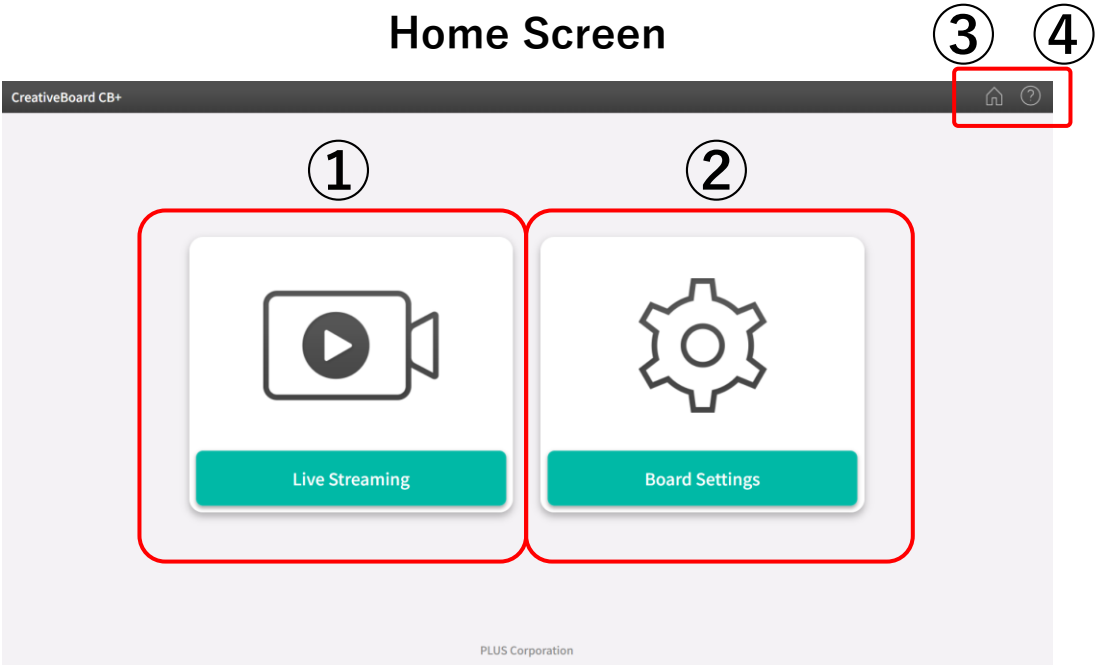 Home Screen
③ ④
CreativeBoard CB+
① ②
Live Streaming
Board Settings
PLUS Corporation